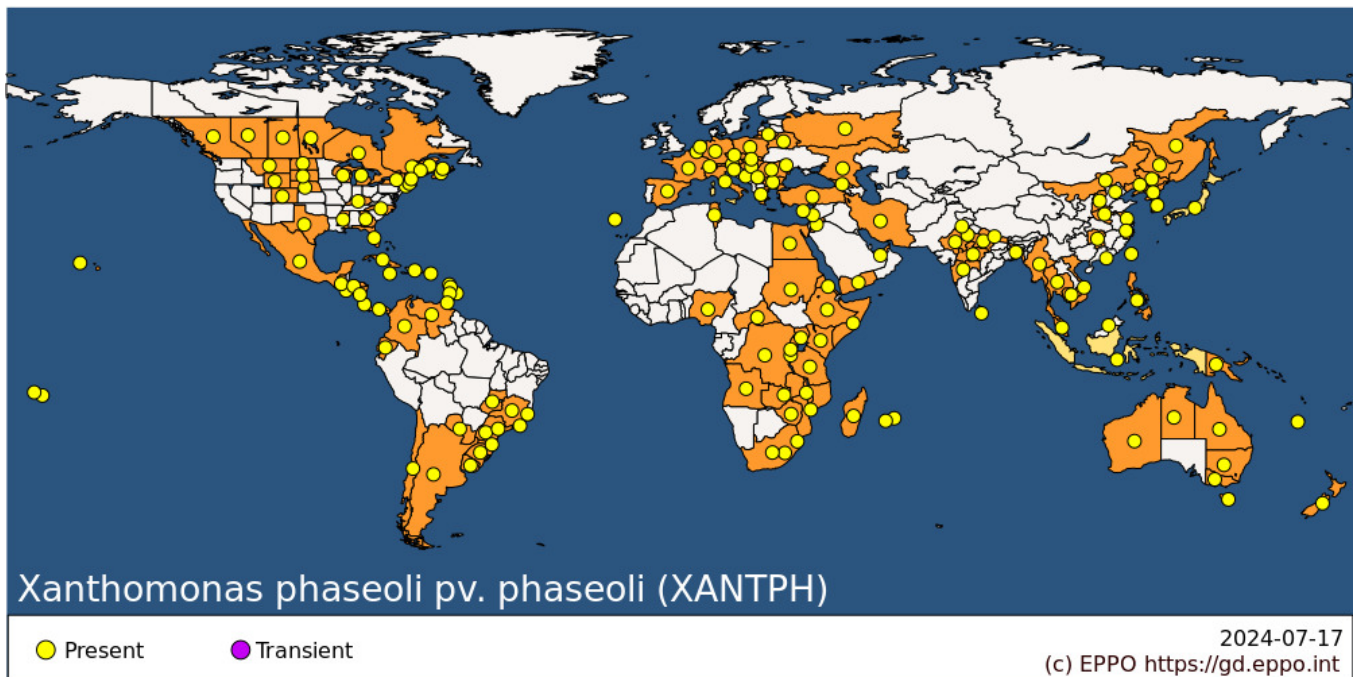 Xanthomonas phaseoli pv. phaseoli (XANTPH)
Present
Transient
2024-07-17
(c) EPPO https://gd.eppo.int